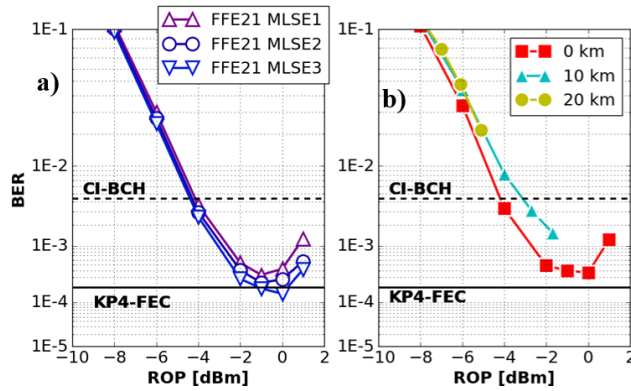 a)
FFE21 MLSE1
FFE21 MLSE2
FFE21 MLSE3
CI-BCH
KP4-FEC
BER
1E-1
1E-2
1E-3
1E-4
1E-5
−10 −8 −6 −4 −2 0 2
ROP [dBm]
b)
0 km
10 km
20 km
CI-BCH
KP4-FEC
1E-1
1E-2
1E-3
1E-4
1E-5
−10 −8 −6 −4 −2 0 2
ROP [dBm]